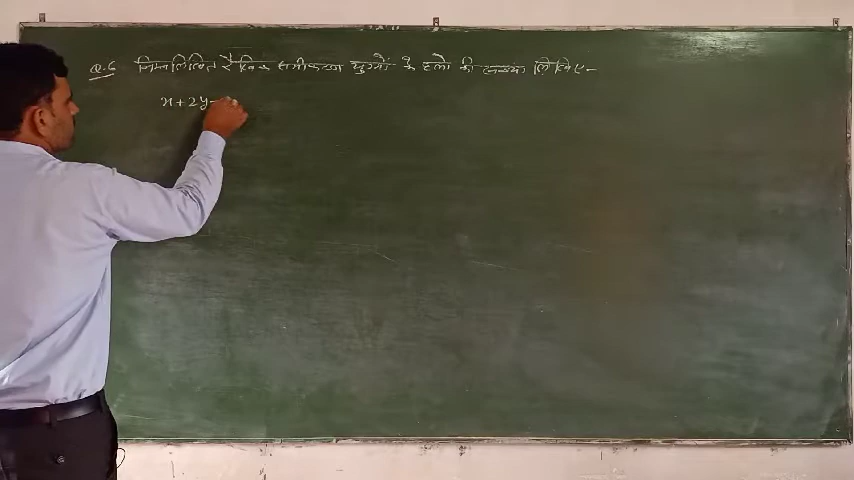 Q-6 निम्नलिखित रैखिक समीकरण युग्मों के हलों की संख्या लिखिए -
x + 2y -